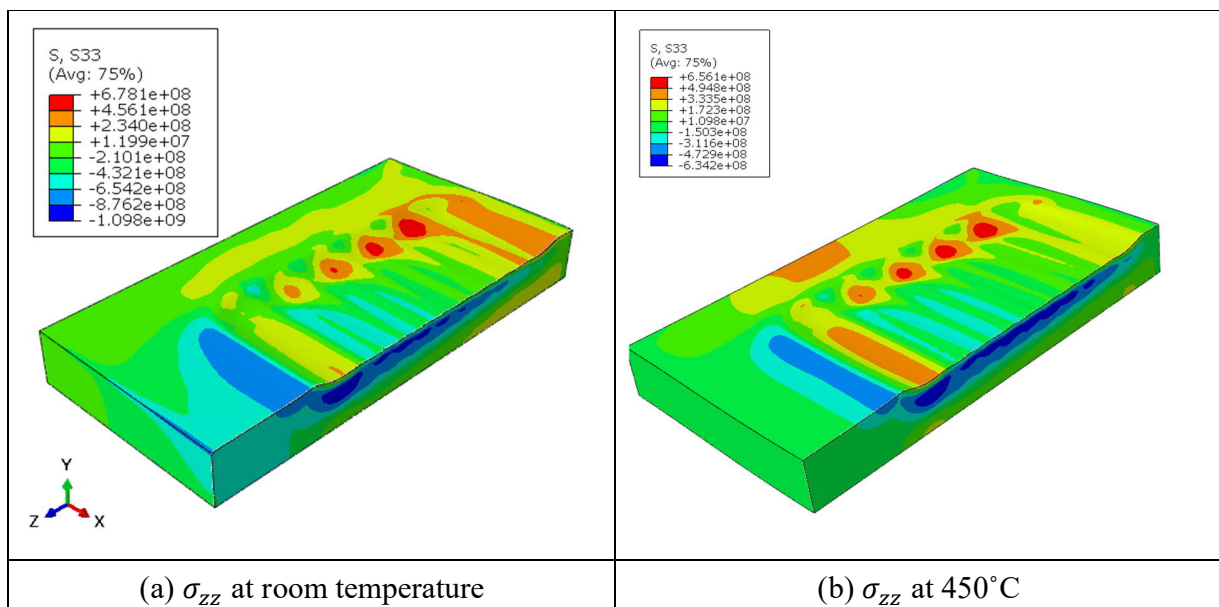 S, S33
(Avg: 75%)
+6.781e+08
+4.561e+08
+2.340e+08
+1.199e+07
-2.101e+08
-4.321e+08
-6.542e+08
-8.762e+08
-1.098e+09
Y
Z
X
S, S33
(Avg: 75%)
+6.561e+08
+4.948e+08
+3.335e+08
+1.723e+08
+1.098e+07
-1.503e+08
-3.116e+08
-4.729e+08
-6.342e+08
(a) σzz at room temperature
(b) σzz at 450˚C